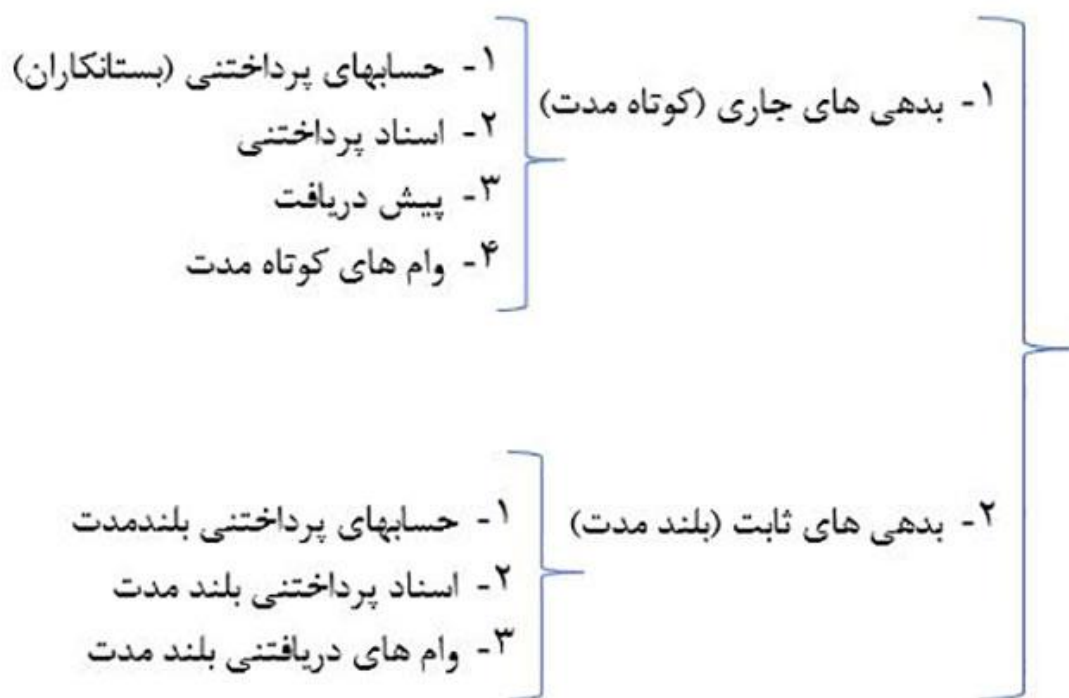 ۱- بدهی های جاری (کوتاه مدت)
۱- حسابهای پرداختنی (بستانکاران)
۲- اسناد پرداختنی
۳- پیش دریافت
۴- وام های کوتاه مدت
۲- بدهی های ثابت (بلند مدت)
۱- حسابهای پرداختنی بلندمدت
۲- اسناد پرداختنی بلند مدت
۳- وام های دریافتنی بلند مدت